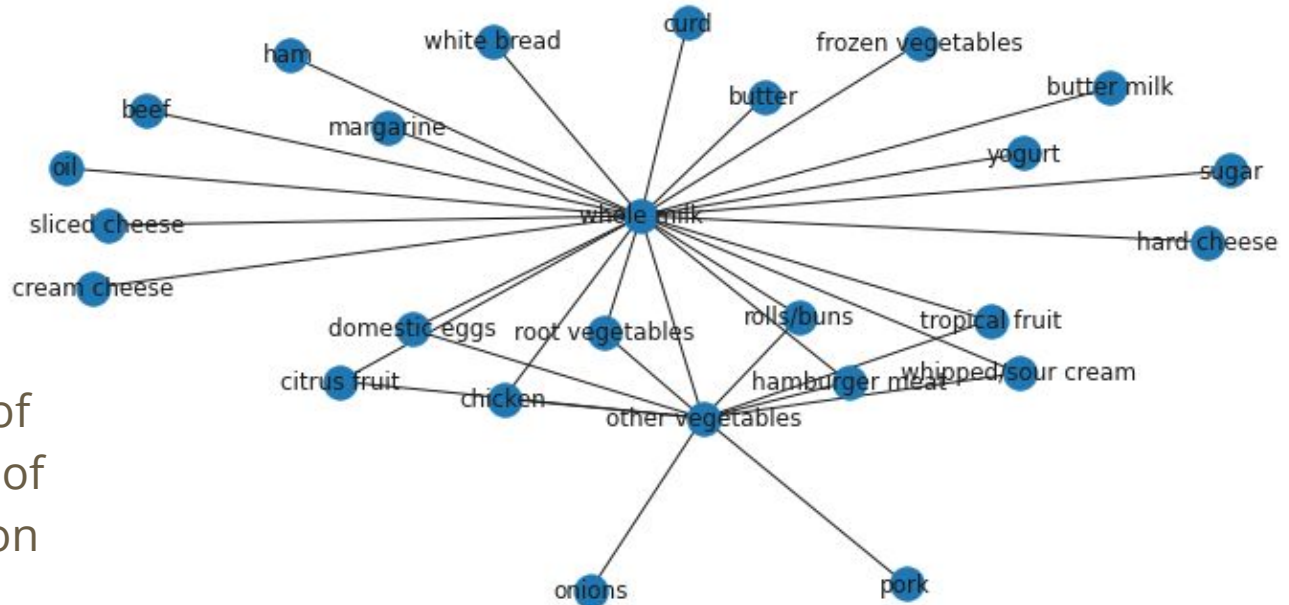 curd
white bread
frozen vegetables
ham
butter milk
butter
beef
margarine
yogurt
oil
sugar
whole milk
sliced cheese
hard cheese
cream cheese
rolls/buns
tropical fruit
domestic eggs
root vegetables
whipped/sour cream
citrus fruit
hamburger meat
chicken
other vegetables
of
of
on
onions
pork